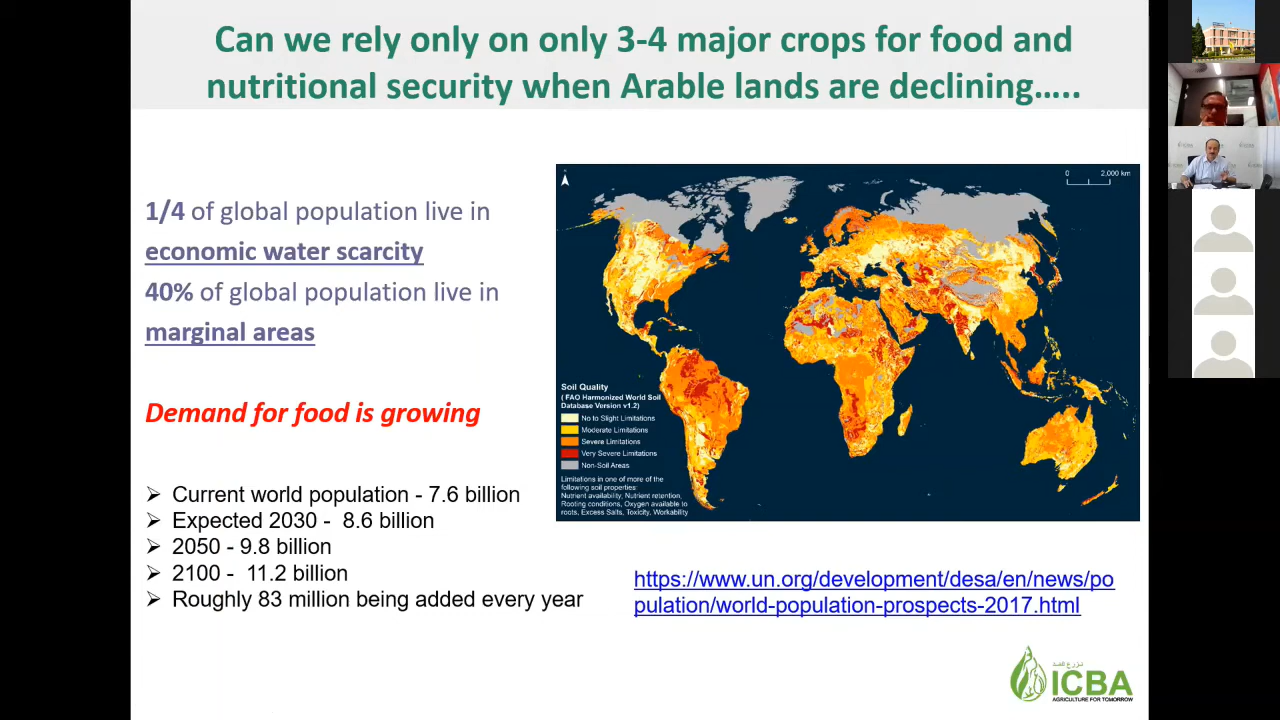 Can we rely only on only 3-4 major crops for food and
nutritional security when Arable lands are declining…..
1/4 of global population live in
economic water scarcity
40% of global population live in
marginal areas
Demand for food is growing
➢ Current world population - 7.6 billion
➢ Expected 2030 - 8.6 billion
➢ 2050 - 9.8 billion
➢ 2100 - 11.2 billion
➢ Roughly 83 million being added every year
0 2,000 km
Soil Quality
( FAO Harmonized World Soil
Database Version v1.2)
No to Slight Limitations
Moderate Limitations
Severe Limitations
Very Severe Limitations
Non-Soil Areas
Limitations in one of more of the
following soil properties:
Nutrient availability, Nutrient retention,
Rooting conditions, Oxygen available to
roots, Excess Salts, Toxicity, Workability
https://www.un.org/development/desa/en/news/po
pulation/world-population-prospects-2017.html
نـزرع الغـد
ICBA
AGRICULTURE FOR TOMORROW